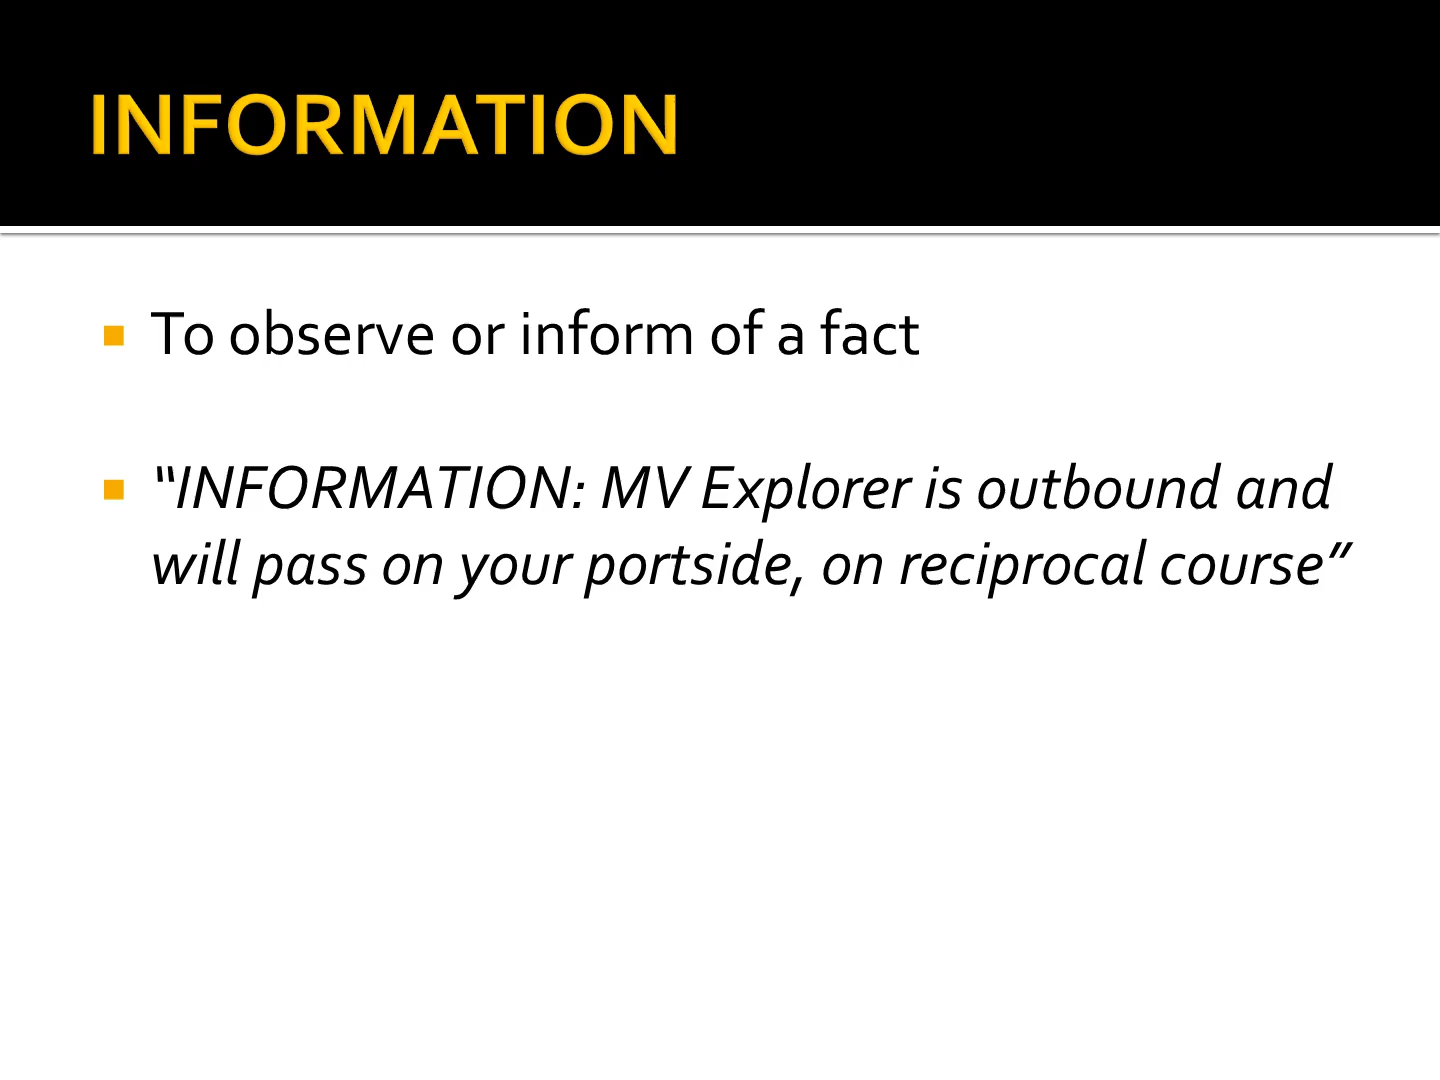 INFORMATION
To observe or inform of a fact
“INFORMATION: MV Explorer is outbound and
will pass on your portside, on reciprocal course”